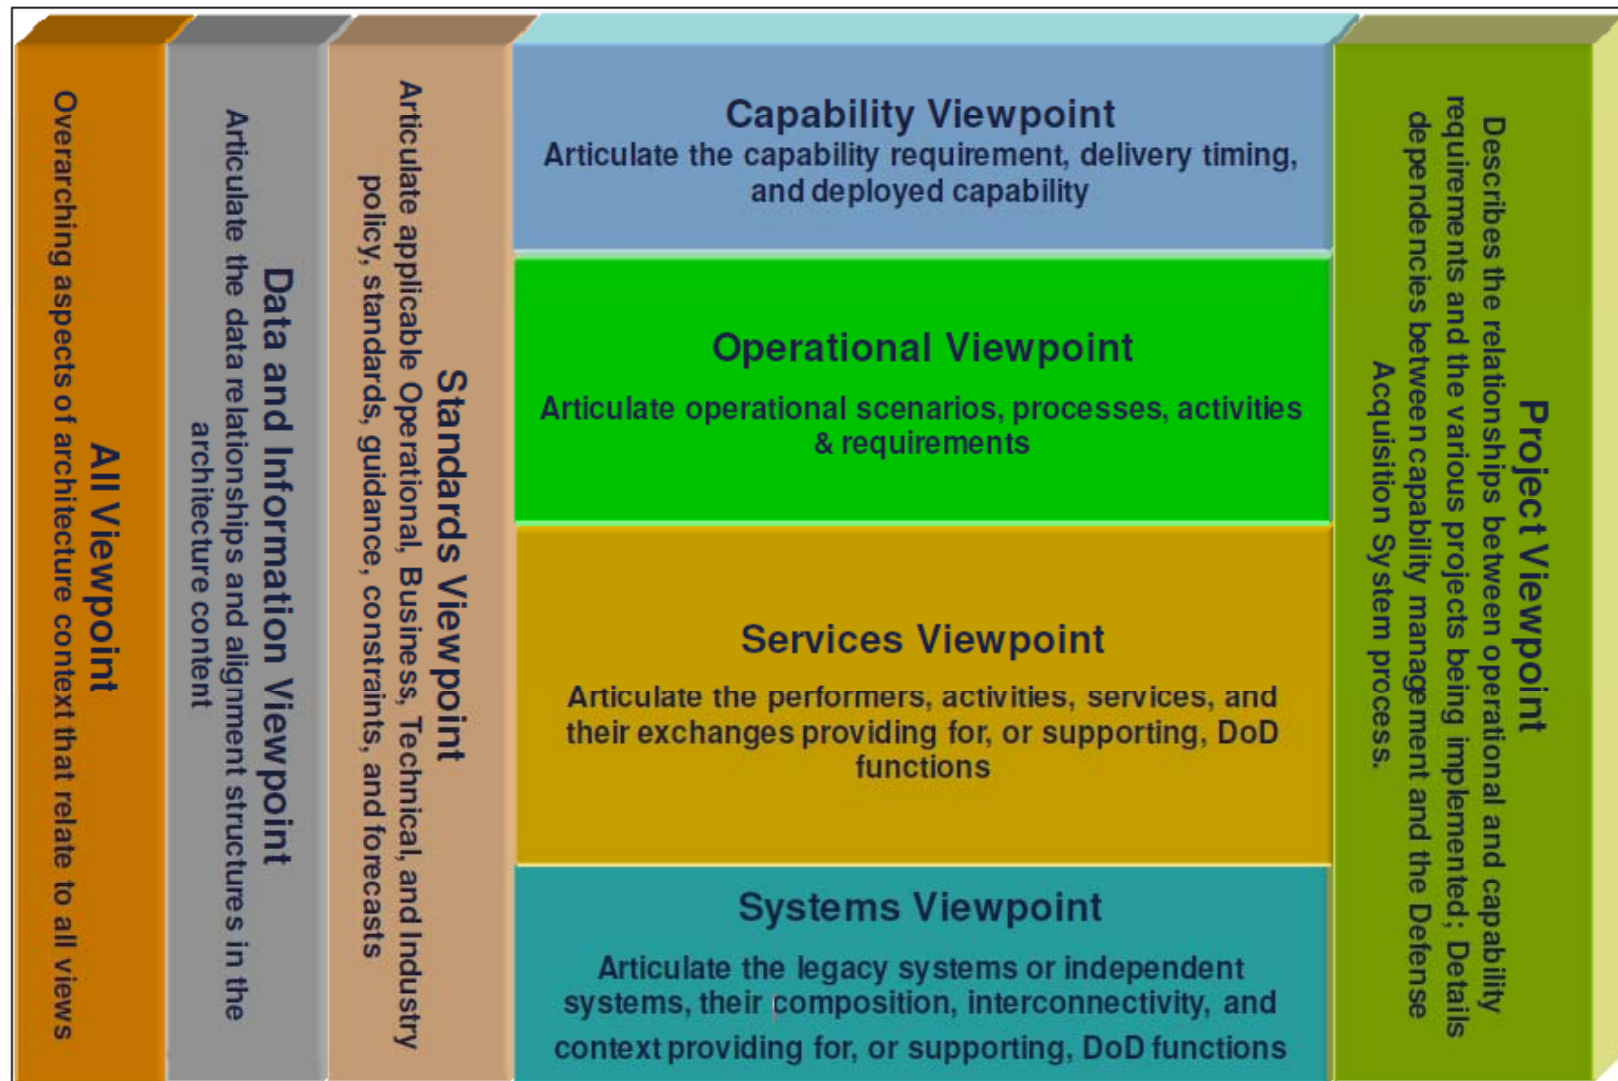 All Viewpoint
Overarching aspects of architecture context that relate to all views
Data and Information Viewpoint
Articulate the data relationships and alignment structures in the
architecture content
Standards Viewpoint
Articulate applicable Operational, Business, Technical, and Industry
policy, standards, guidance, constraints, and forecasts
Capability Viewpoint
Articulate the capability requirement, delivery timing,
and deployed capability
Operational Viewpoint
Articulate operational scenarios, processes, activities
& requirements
Services Viewpoint
Articulate the performers, activities, services, and
their exchanges providing for, or supporting, DoD
functions
Systems Viewpoint
Articulate the legacy systems or independent
systems, their composition, interconnectivity, and
context providing for, or supporting, DoD functions
Project Viewpoint
Describes the relationships between operational and capability
requirements and the various projects being implemented; Details
dependencies between capability management and the Defense
Acquisition System process.